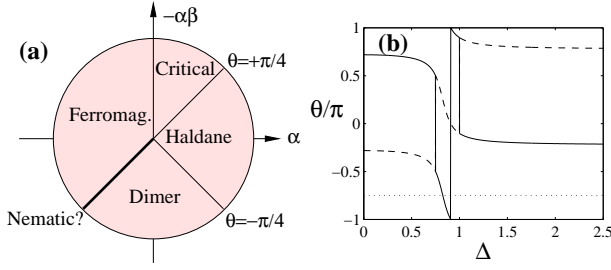 (a)
−αβ
Critical
θ=+π/4
Ferromag.
Haldane
α
Dimer
Nematic?
θ=−π/4
(b)
θ/π
1
0.5
0
−0.5
−1
0 0.5 1 1.5 2 2.5
Δ